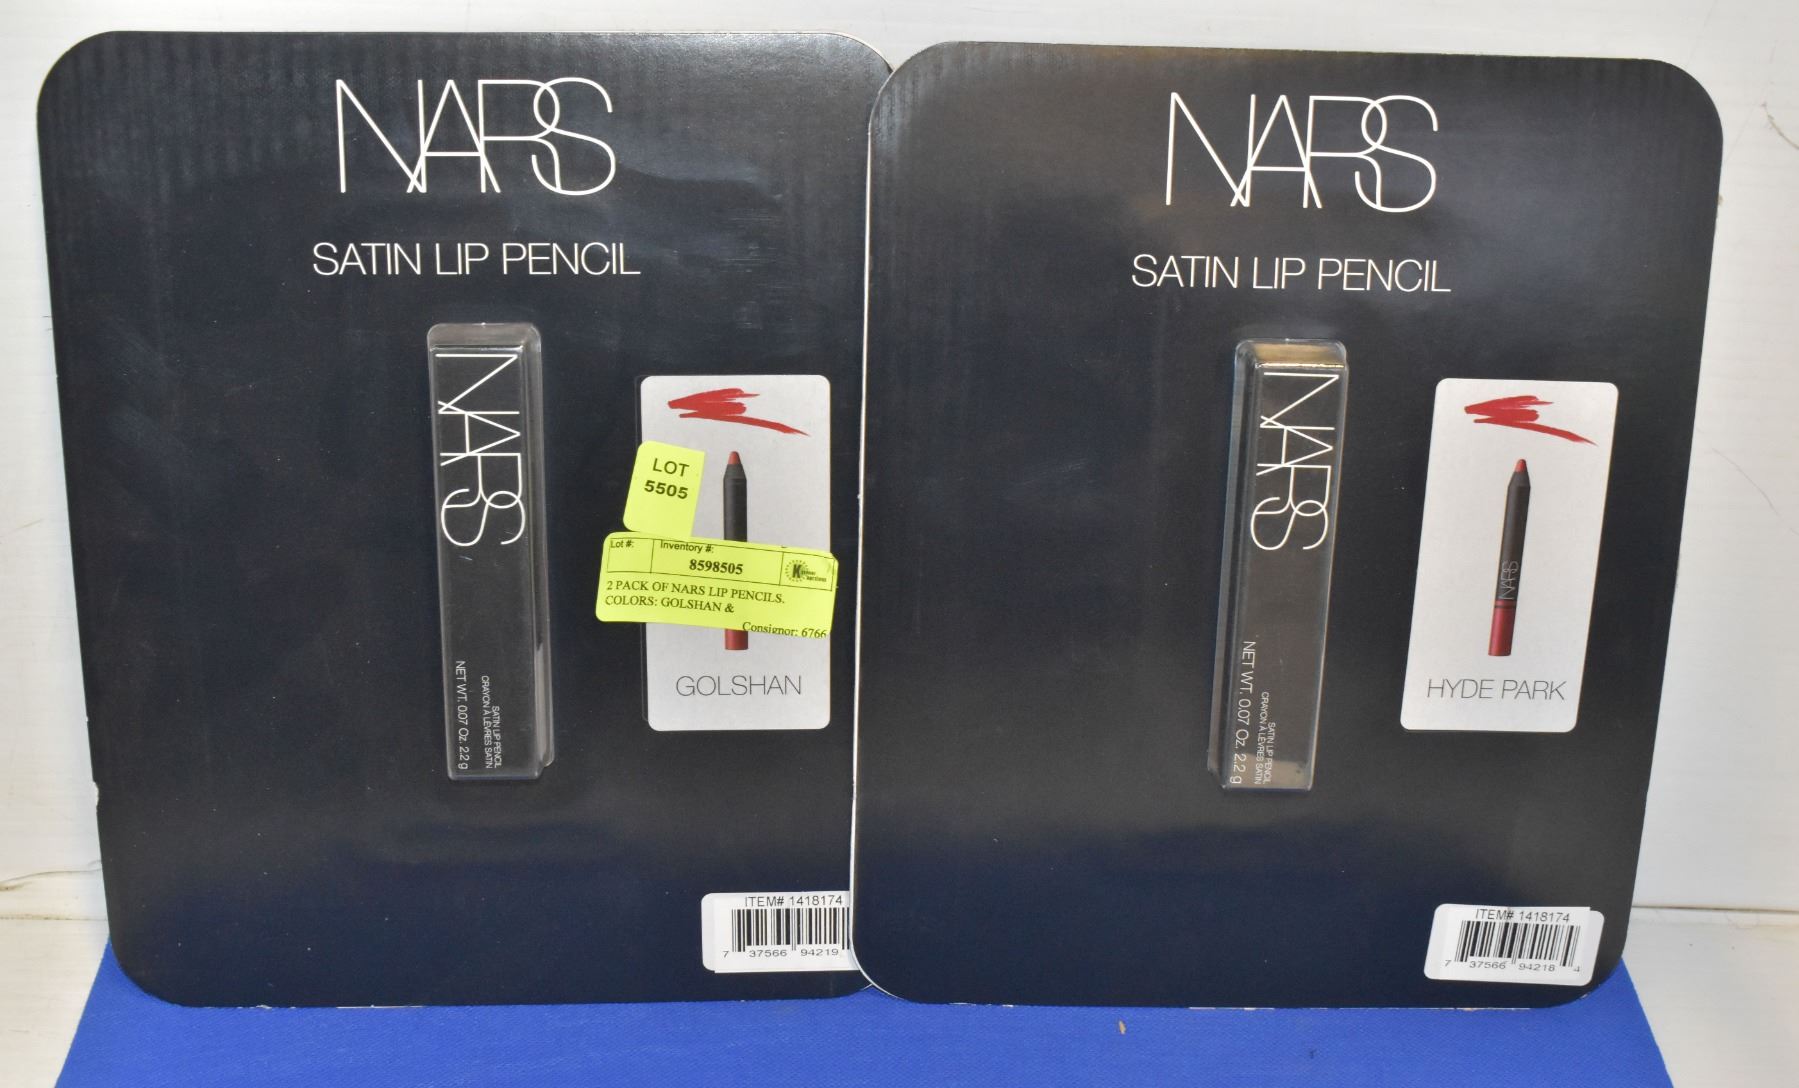 NARS
SATIN LIP PENCIL
NARS
SATIN LIP PENCIL
CRAYON À LÈVRES SATIN
NET WT. 0.07 Oz. 2.2 g
LOT
5505
Lot #:
Inventory #:
8598505
2 PACK OF NARS LIP PENCILS.
COLORS: GOLSHAN &
Consignor: 6766
GOLSHAN
ITEM# 1418174
7 37566 94219
NARS
SATIN LIP PENCIL
NARS
SATIN LIP PENCIL
CRAYON À LÈVRES SATIN
NET WT. 0.07 Oz. 2.2 g
NARS
HYDE PARK
ITEM# 1418174
7 37566 94218 4